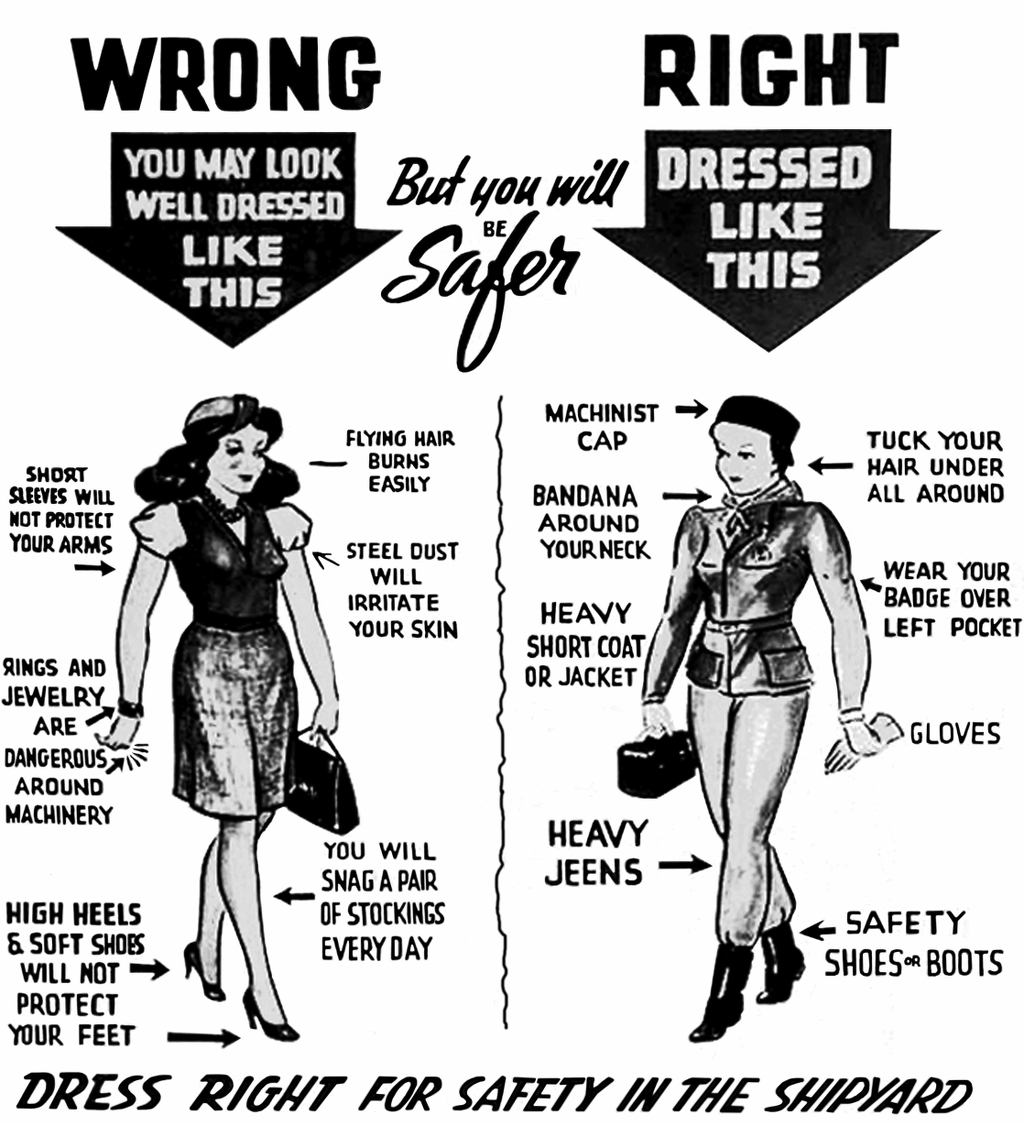 WRONG
YOU MAY LOOK
WELL DRESSED
LIKE
THIS
But you will
BE
Safer
RIGHT
DRESSED
LIKE
THIS
SHORT
SLEEVES WILL
NOT PROTECT
YOUR ARMS
FLYING HAIR
BURNS
EASILY
STEEL DUST
WILL
IRRITATE
YOUR SKIN
RINGS AND
JEWELRY
ARE
DANGEROUS
AROUND
MACHINERY
YOU WILL
SNAG A PAIR
OF STOCKINGS
EVERY DAY
HIGH HEELS
& SOFT SHOES
WILL NOT
PROTECT
YOUR FEET
MACHINIST
CAP
TUCK YOUR
HAIR UNDER
ALL AROUND
BANDANA
AROUND
YOUR NECK
WEAR YOUR
BADGE OVER
LEFT POCKET
HEAVY
SHORT COAT
OR JACKET
GLOVES
HEAVY
JEENS
SAFETY
SHOES OR BOOTS
DRESS RIGHT FOR SAFETY IN THE SHIPYARD